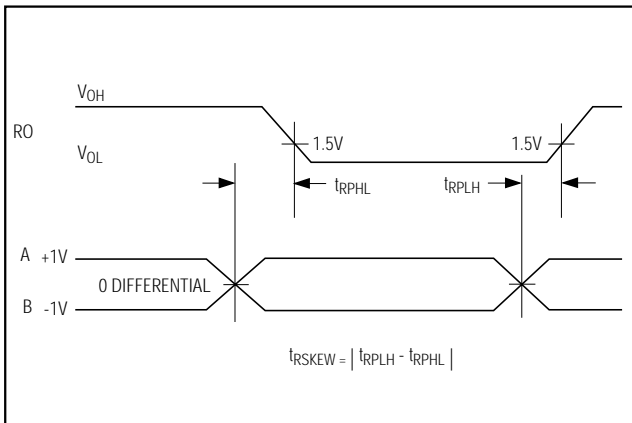 VOH
RO
1.5V
1.5V
VOL
tRPHL
tRPLH
A +1V
0 DIFFERENTIAL
B -1V
tRSKEW = | tRPLH - tRPHL |